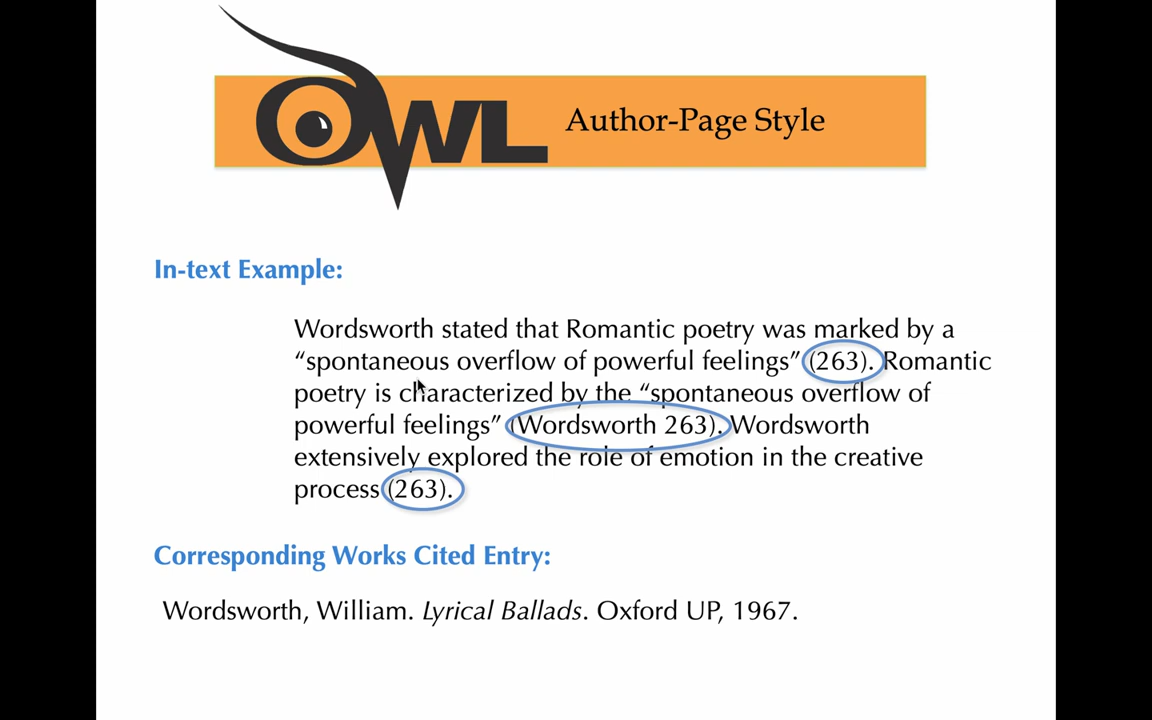 OWL Author-Page Style
In-text Example:
Wordsworth stated that Romantic poetry was marked by a
“spontaneous overflow of powerful feelings” (263). Romantic
poetry is characterized by the “spontaneous overflow of
powerful feelings” (Wordsworth 263). Wordsworth
extensively explored the role of emotion in the creative
process (263).
Corresponding Works Cited Entry:
Wordsworth, William. Lyrical Ballads. Oxford UP, 1967.